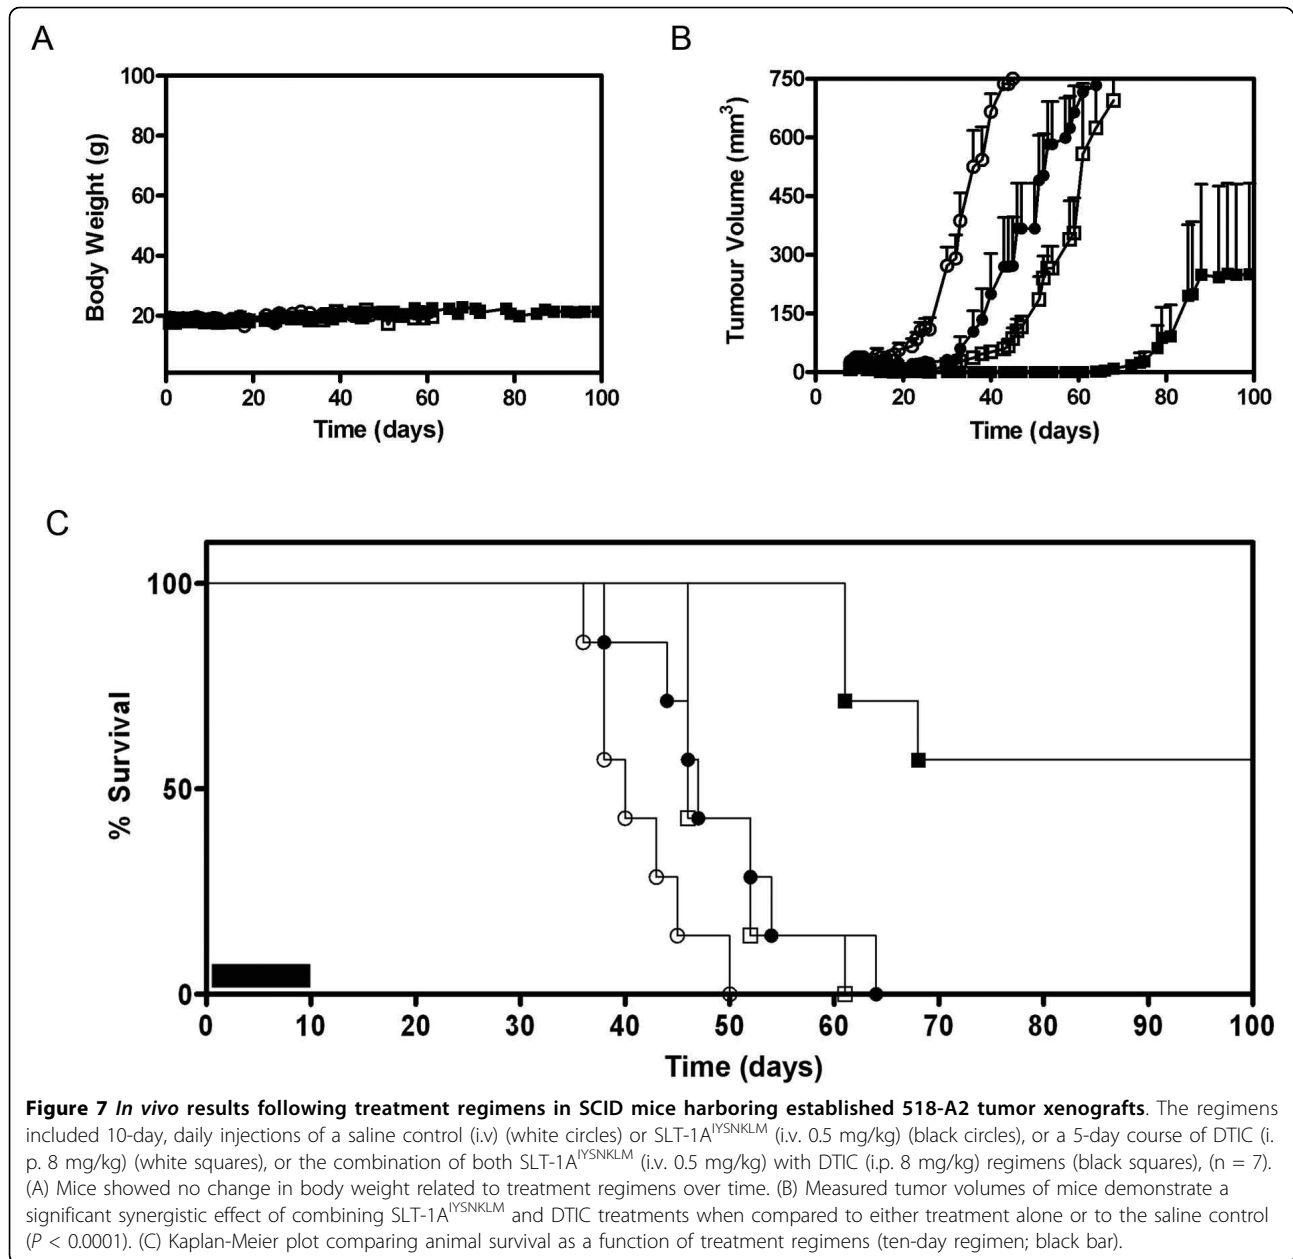 A
B
100
80
60
40
20
Body Weight (g)
0 20 40 60 80 100
Time (days)
750
600
450
300
150
0
Tumour Volume (mm³)
0 20 40 60 80 100
Time (days)
C
100
50
0
% Survival
0 10 20 30 40 50 60 70 80 90 100
Time (days)
Figure 7 In vivo results following treatment regimens in SCID mice harboring established 518-A2 tumor xenografts. The regimens
included 10-day, daily injections of a saline control (i.v) (white circles) or SLT-1A^IYSNKLM (i.v. 0.5 mg/kg) (black circles), or a 5-day course of DTIC (i.
p. 8 mg/kg) (white squares), or the combination of both SLT-1A^IYSNKLM (i.v. 0.5 mg/kg) with DTIC (i.p. 8 mg/kg) regimens (black squares), (n = 7).
(A) Mice showed no change in body weight related to treatment regimens over time. (B) Measured tumor volumes of mice demonstrate a
significant synergistic effect of combining SLT-1A^IYSNKLM and DTIC treatments when compared to either treatment alone or to the saline control
(P < 0.0001). (C) Kaplan-Meier plot comparing animal survival as a function of treatment regimens (ten-day regimen; black bar).